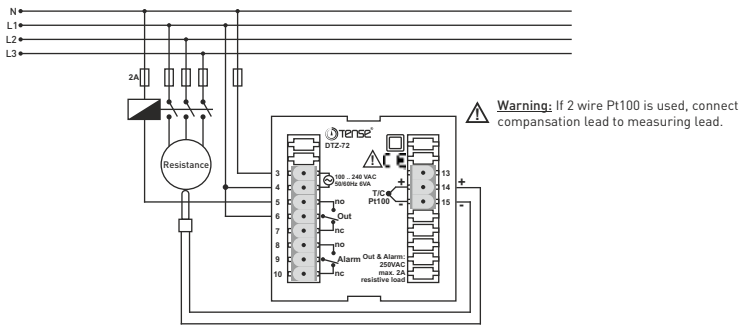 N
L1
L2
L3
2A
Resistance
TENSE®
DTZ-72
CE
3
4
5
6
7
8
9
10
100 .. 240 VAC
50/60Hz 6VA
no
Out
nc
no
Alarm
nc
+
T/C
Pt100
-
13
14
15
+
-
Out & Alarm:
250VAC
max. 2A
resistive load
Warning: If 2 wire Pt100 is used, connect
compansation lead to measuring lead.